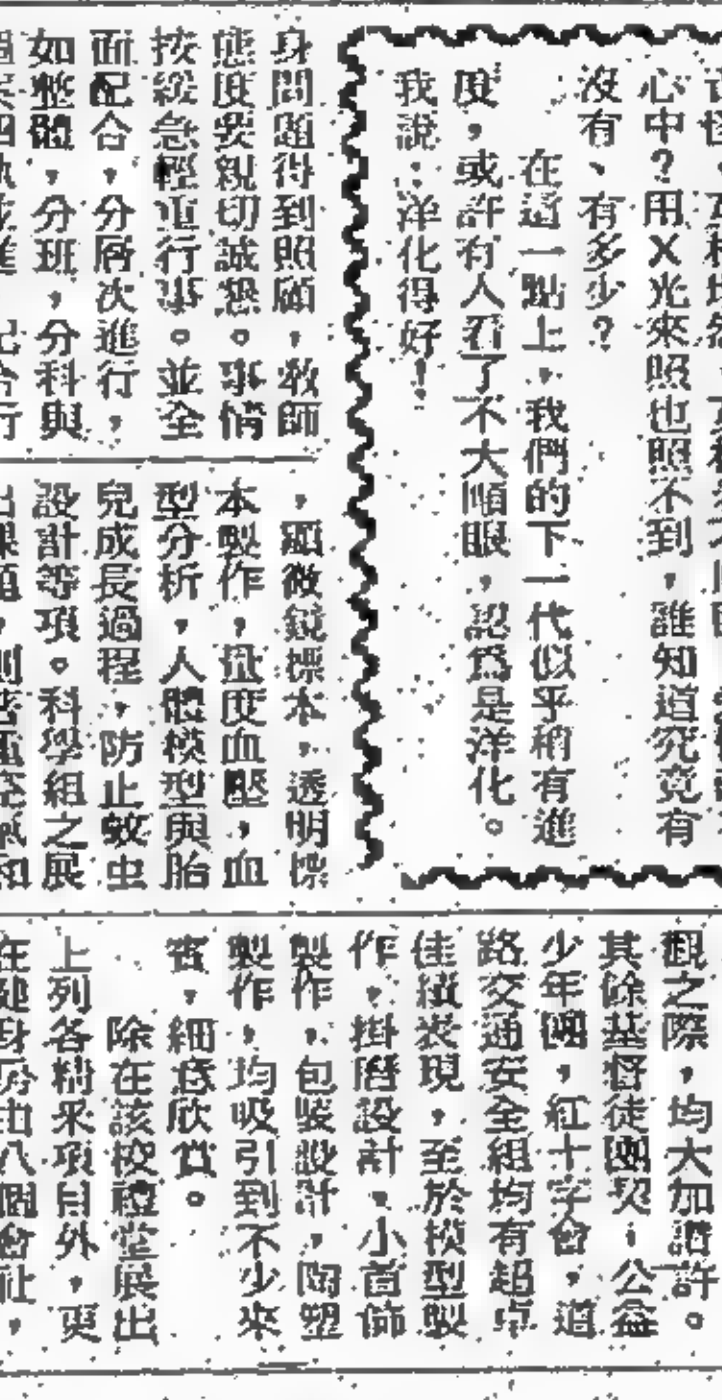 心中？用X光來照也照不到，誰知道究竟有
沒有、有多少？
在這一點上，我們的下一代似乎稍有進
度，或許有人看了不大順眼，認爲是洋化。
我說：洋化得好！
身問題得到照顧，教師
態度要親切誠懇。事情
按緩急輕重行事。並全
面配合，分層次進行，
如整體，分班，分科與
，顯微鏡標本，透明標
本製作，量度血壓，血
型分析，人體模型與胎
兒成長過程，防止蚊虫
設計等項。科學組之展
觀之際，均大加讚許。
其餘基督徒團契，公益
少年團，紅十字會，道
路交通安全組均有超卓
佳績表現，至於模型製
作，掛曆設計，小首飾
製作，包裝設計，陶塑
製作，均吸引到不少來
賓，細意欣賞。
除在該校禮堂展出
上列各精采項目外，更
在健身房由八個會社，